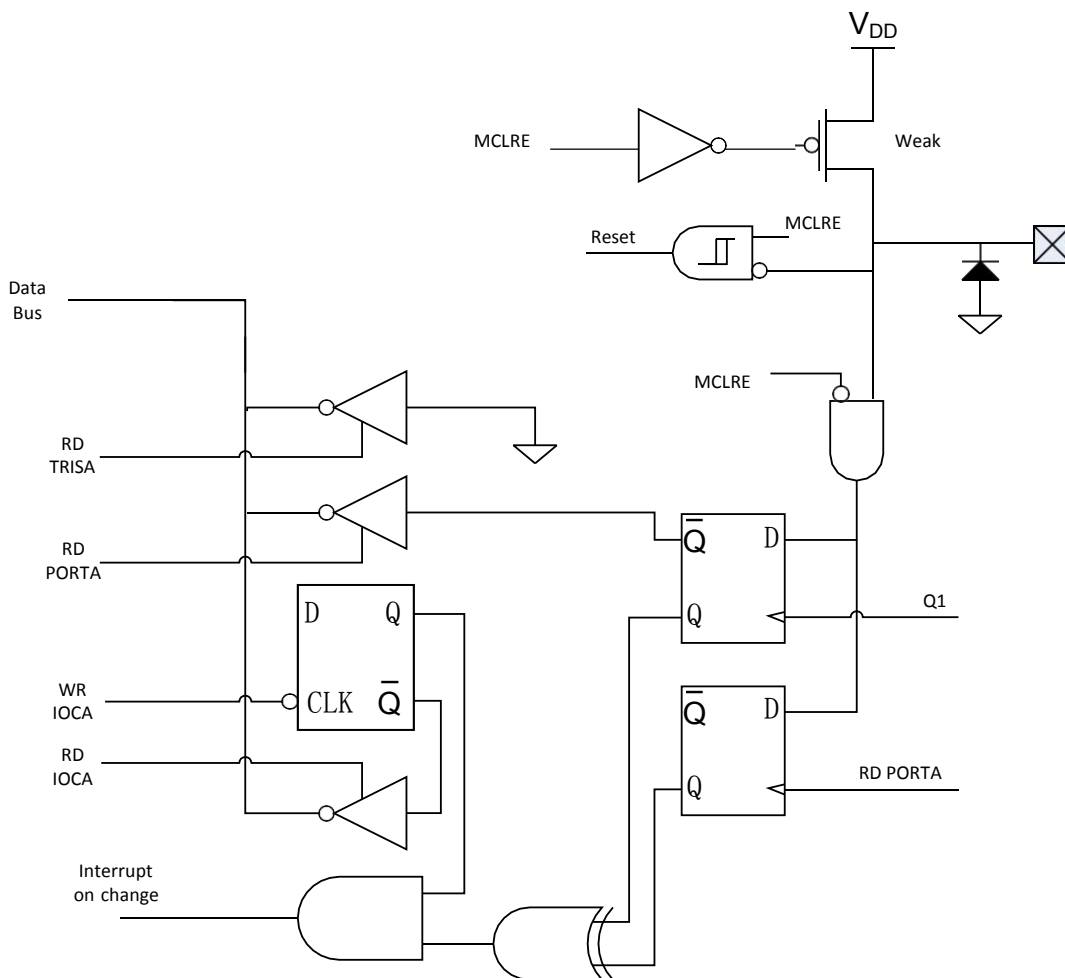 VDD
MCLRE
Weak
MCLRE
Reset
Data
Bus
MCLRE
RD
TRISA
RD
PORTA
Q̅
D
Q
Q1
D
Q
CLK
Q̅
WR
IOCA
Q̅
D
Q
RD PORTA
RD
IOCA
Interrupt
on change